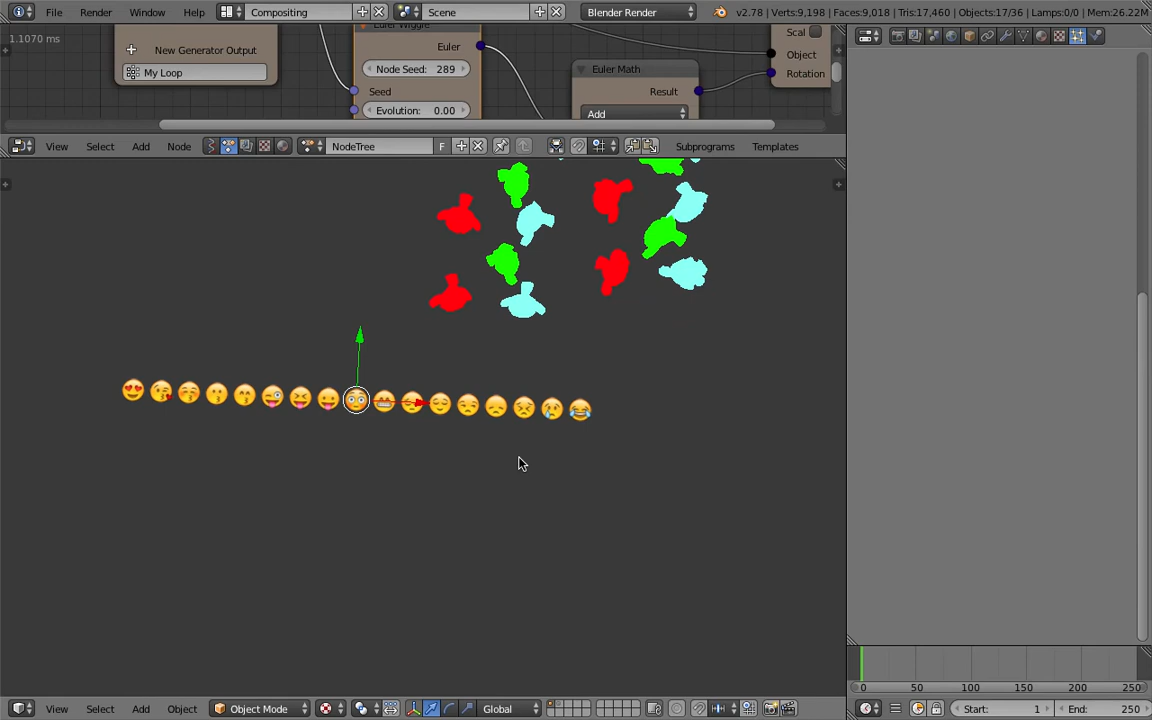 File Render Window Help Compositing Scene Blender Render v2.78 | Verts:9,198 | Faces:9,018 | Tris:17,460 | Objects:17/36 | Lamps:0/0 | Mem:26.22M
1.1070 ms
New Generator Output
My Loop
Euler
Node Seed: 289
Seed
Evolution: 0.00
Euler Math
Result
Add
Scal
Object
Rotation
View Select Add Node NodeTree F Subprograms Templates
View Select Add Object Object Mode Global
0 50 100 150 200 250
Start: 1 End: 250